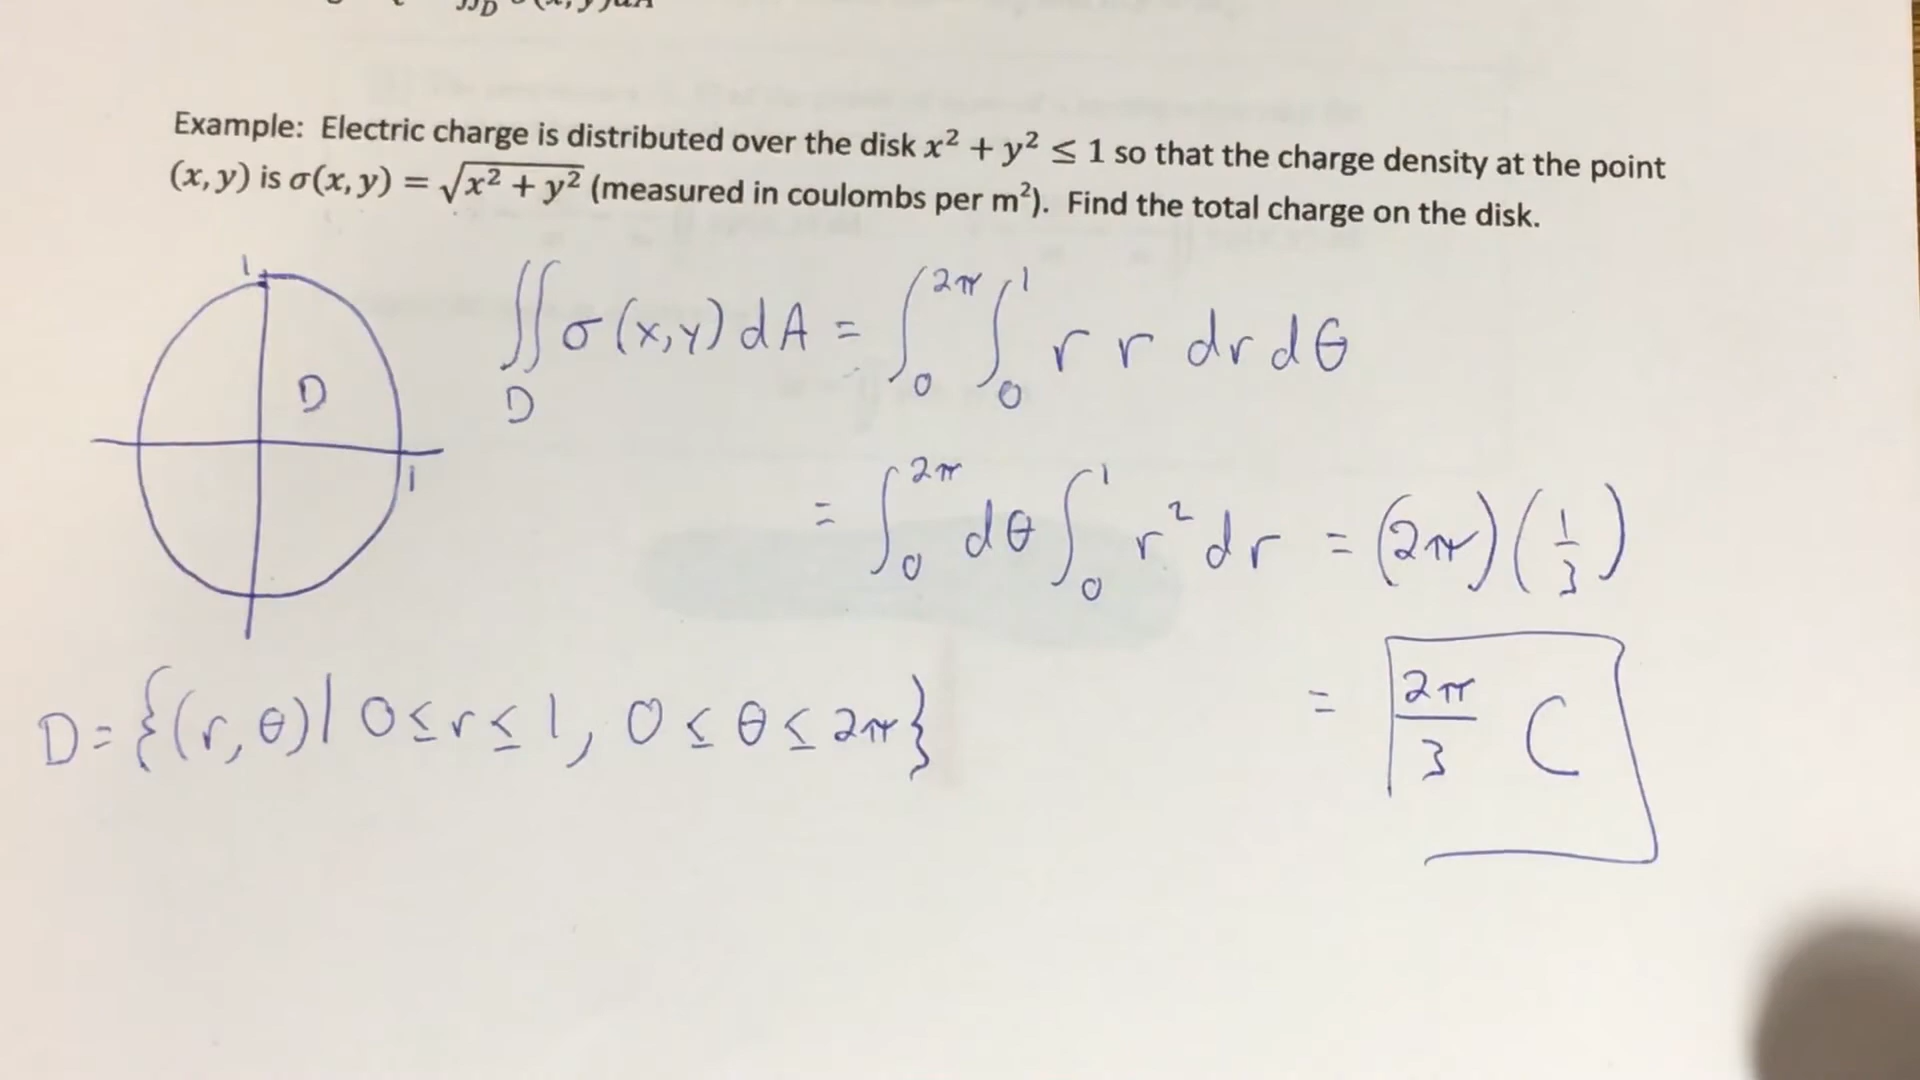 ∬_D σ(x, y)dA
Example: Electric charge is distributed over the disk x² + y² ≤ 1 so that the charge density at the point
(x, y) is σ(x, y) = √(x² + y²) (measured in coulombs per m²). Find the total charge on the disk.
1
D
1
∬_D σ(x,y) dA = ∫₀^{2π} ∫₀^1 r r dr dθ
= ∫₀^{2π} dθ ∫₀^1 r² dr = (2π)(1/3)
D = {(r, θ) | 0 ≤ r ≤ 1, 0 ≤ θ ≤ 2π}
= 2π/3 C